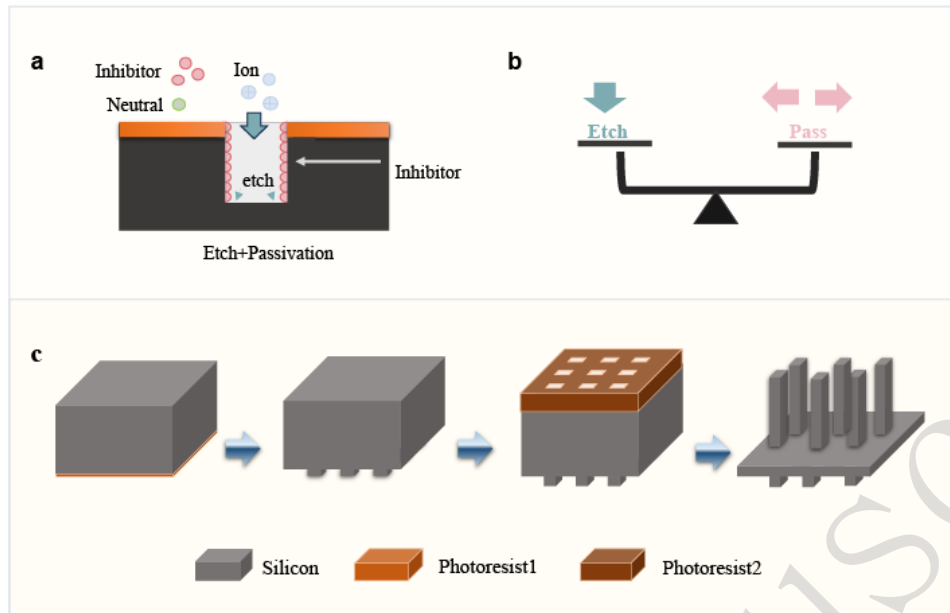 a
Inhibitor
Ion
Neutral
etch
Inhibitor
Etch+Passivation
b
Etch
Pass
c
Silicon
Photoresist1
Photoresist2